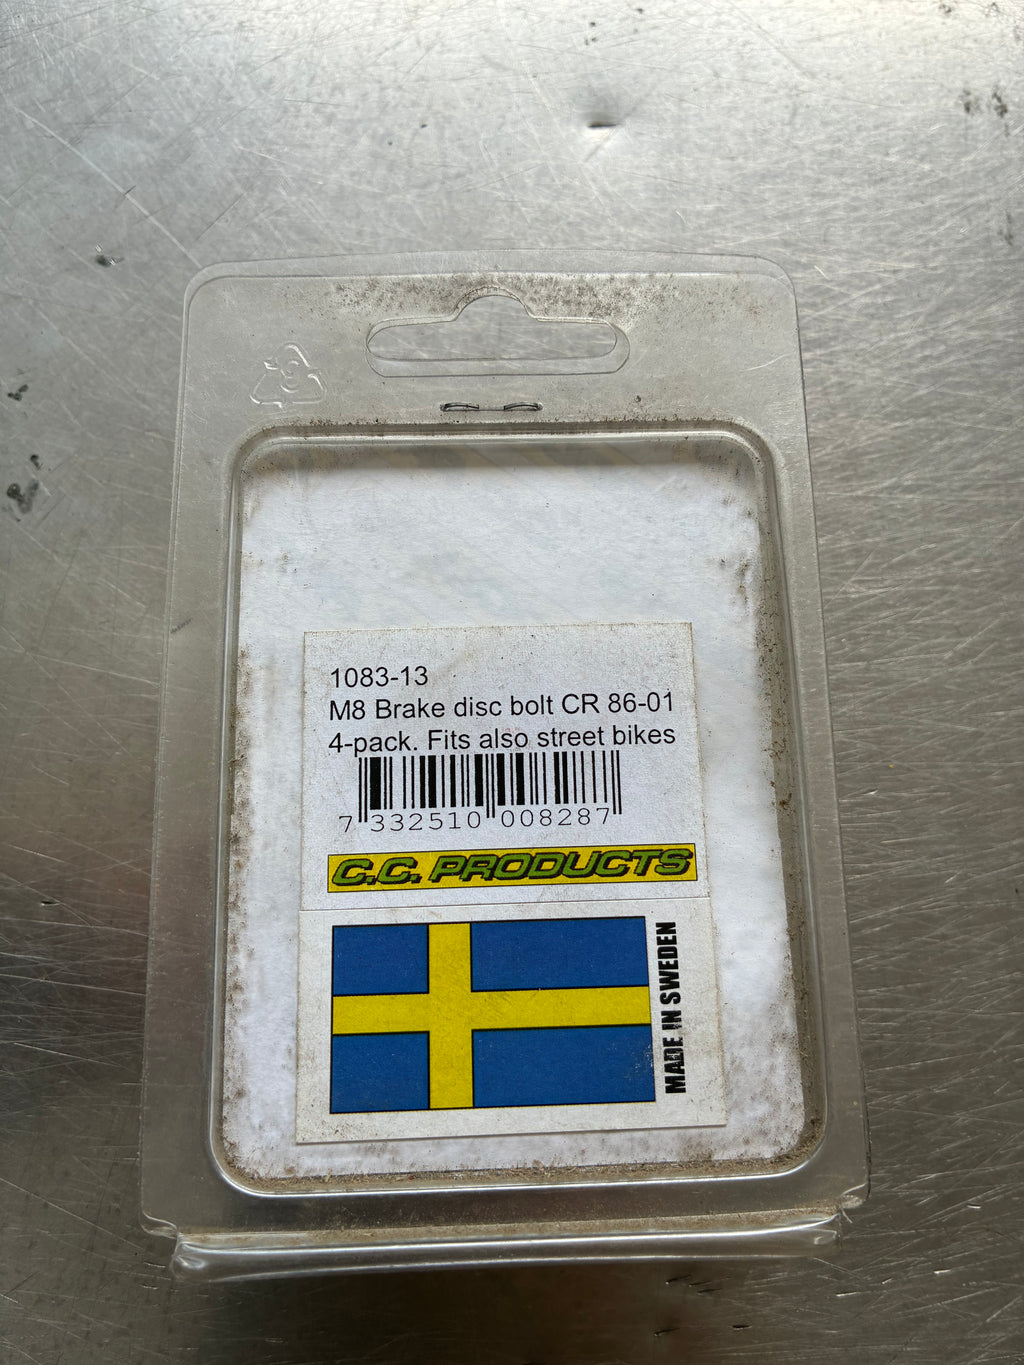 1083-13
M8 Brake disc bolt CR 86-01
4-pack. Fits also street bikes
7 332510 008287
C.C. PRODUCTS
MADE IN SWEDEN